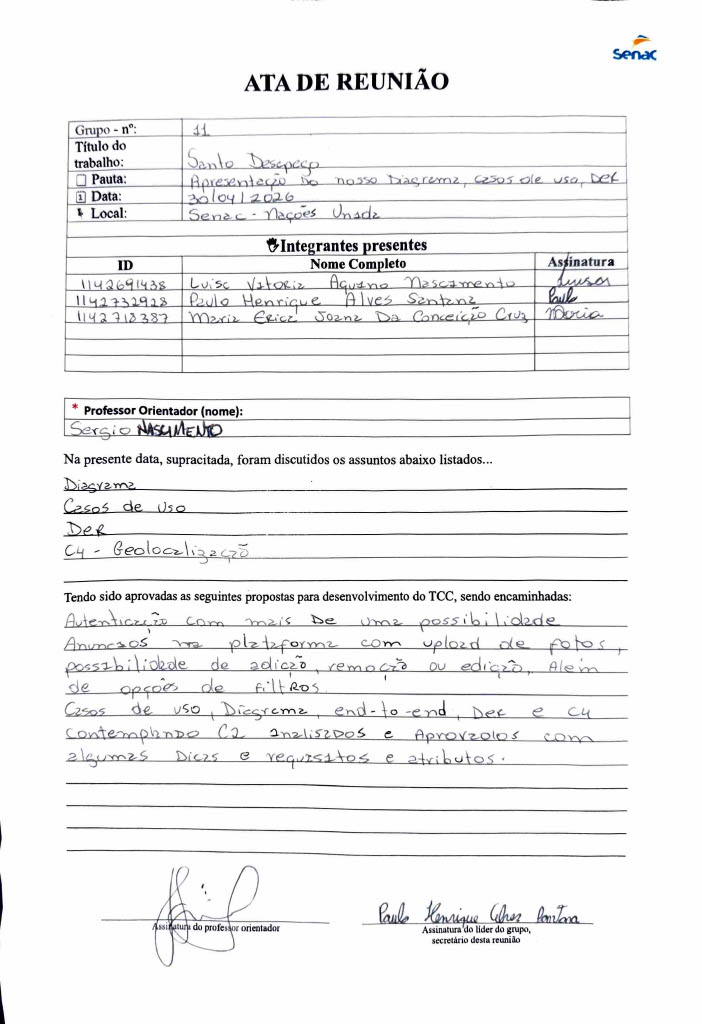 Senac
ATA DE REUNIÃO
Grupo - nº: 11
Título do
trabalho: Santo Desapego
Pauta: Apresentação Do nosso Diagrama, casos de uso, DER
Data: 30/04/2026
Local: Senac - Nações Unida
Integrantes presentes
ID Nome Completo Assinatura
1142691438 Luisa Vitoria Aquino Nascimento Luisa
1142732928 Paulo Henrique Alves Santana Paulo
1142718387 Maria Erica Joana Da Conceição Cruz Maria
* Professor Orientador (nome):
Sergio NASCIMENTO
Na presente data, supracitada, foram discutidos os assuntos abaixo listados...
Diagrama
Casos de Uso
DeR
C4 - Geolocalização
Tendo sido aprovadas as seguintes propostas para desenvolvimento do TCC, sendo encaminhadas:
Autenticação com mais De uma possibilidade
Anuncios na plataforma com upload de fotos,
possibilidade de adição, remoção ou edição, Alem
de opções de filtros.
Casos de uso, Diagrama, end-to-end, Der e C4
contemplando C2 analisados e Aprovados com
algumas Dicas e requisitos e atributos.
Assinatura do professor orientador
Paulo Henrique Alves Santana
Assinatura do líder do grupo,
secretário desta reunião